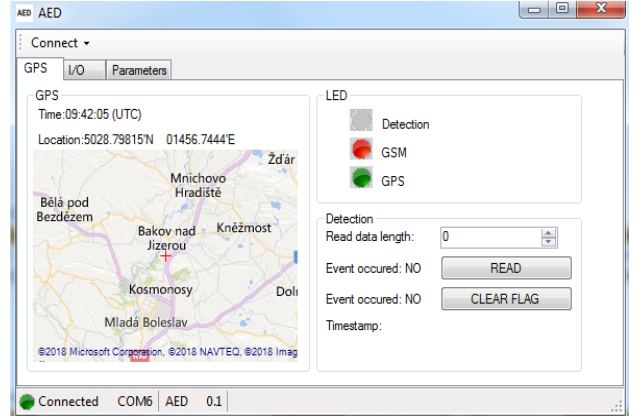 AED AED
Connect
GPS I/O Parameters
GPS
Time:09:42:05 (UTC)
Location:5028.79815'N 01456.7444'E
Žďár
Mnichovo
Hradiště
Bělá pod
Bezdězem
Bakov nad
Jizerou
Kněžmost
Kosmonosy
Dolı
Mladá Boleslav
©2018 Microsoft Corporation, ©2018 NAVTEQ, ©2018 Imag
LED
Detection
GSM
GPS
Detection
Read data length: 0
Event occured: NO READ
Event occured: NO CLEAR FLAG
Timestamp:
Connected COM6 AED 0.1